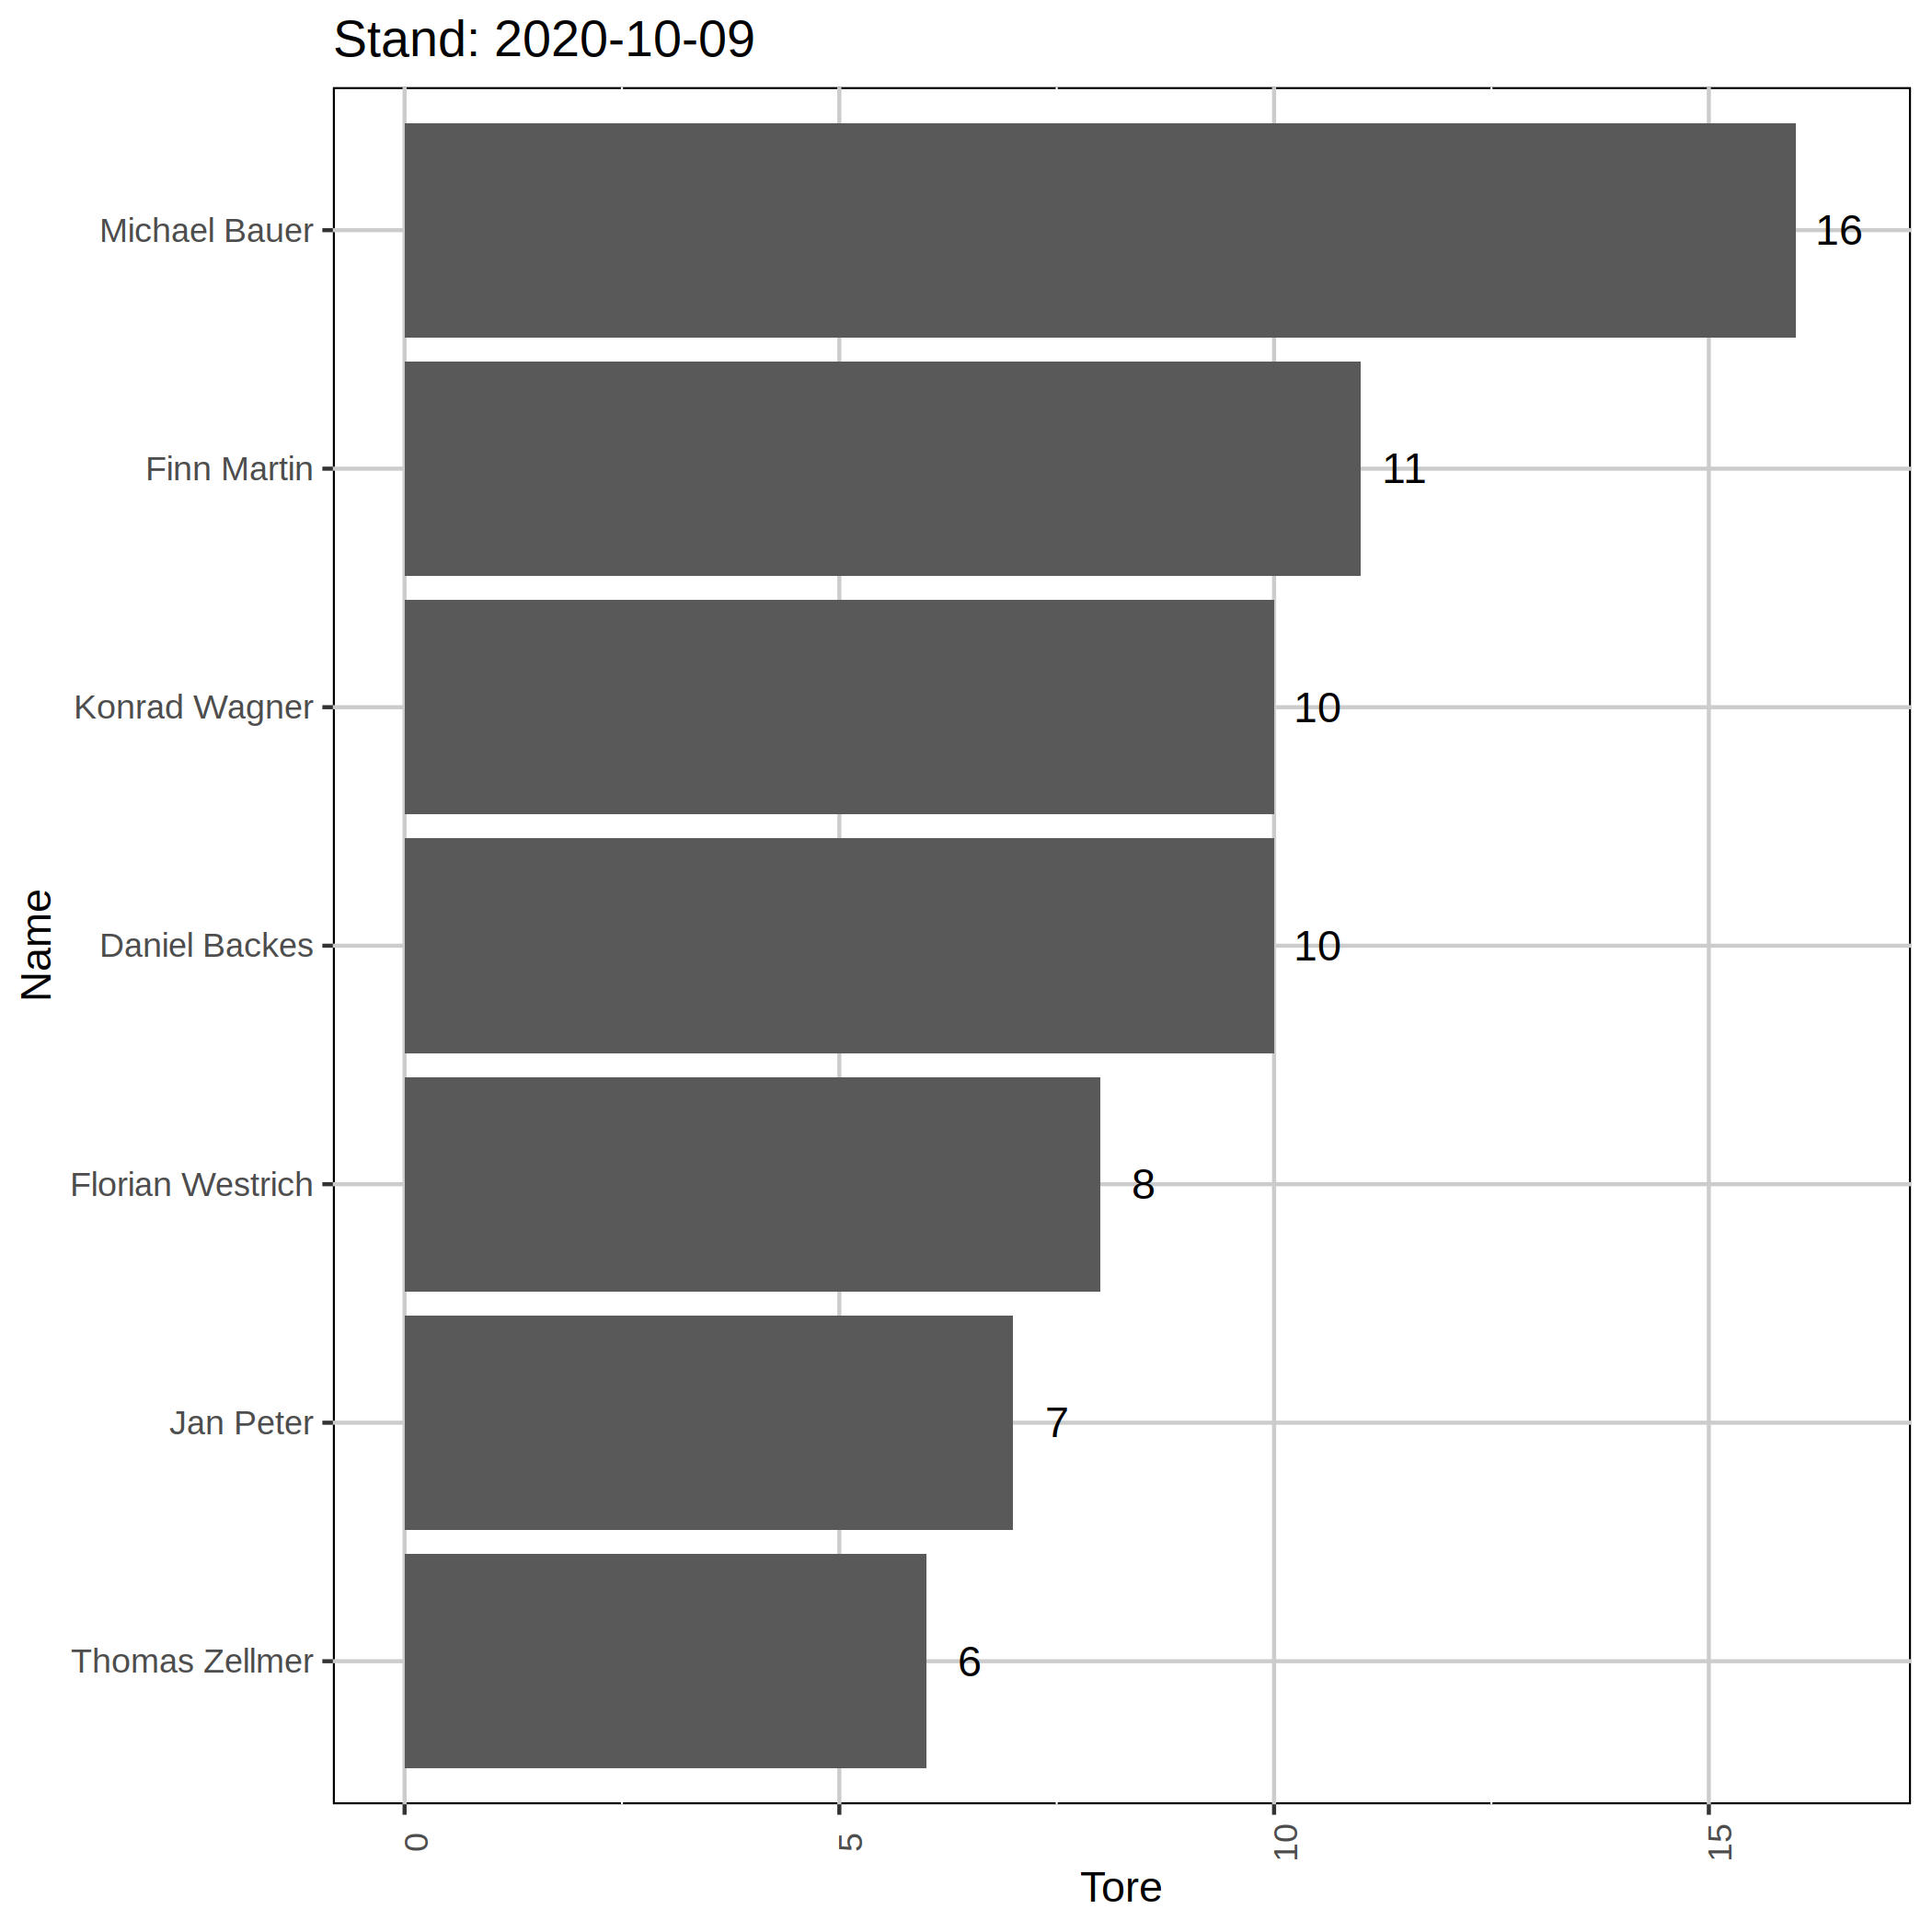 Stand: 2020-10-09
Michael Bauer
16
Finn Martin
11
Konrad Wagner
10
Daniel Backes
10
Florian Westrich
8
Jan Peter
7
Thomas Zellmer
6
Name
0
5
10
15
Tore